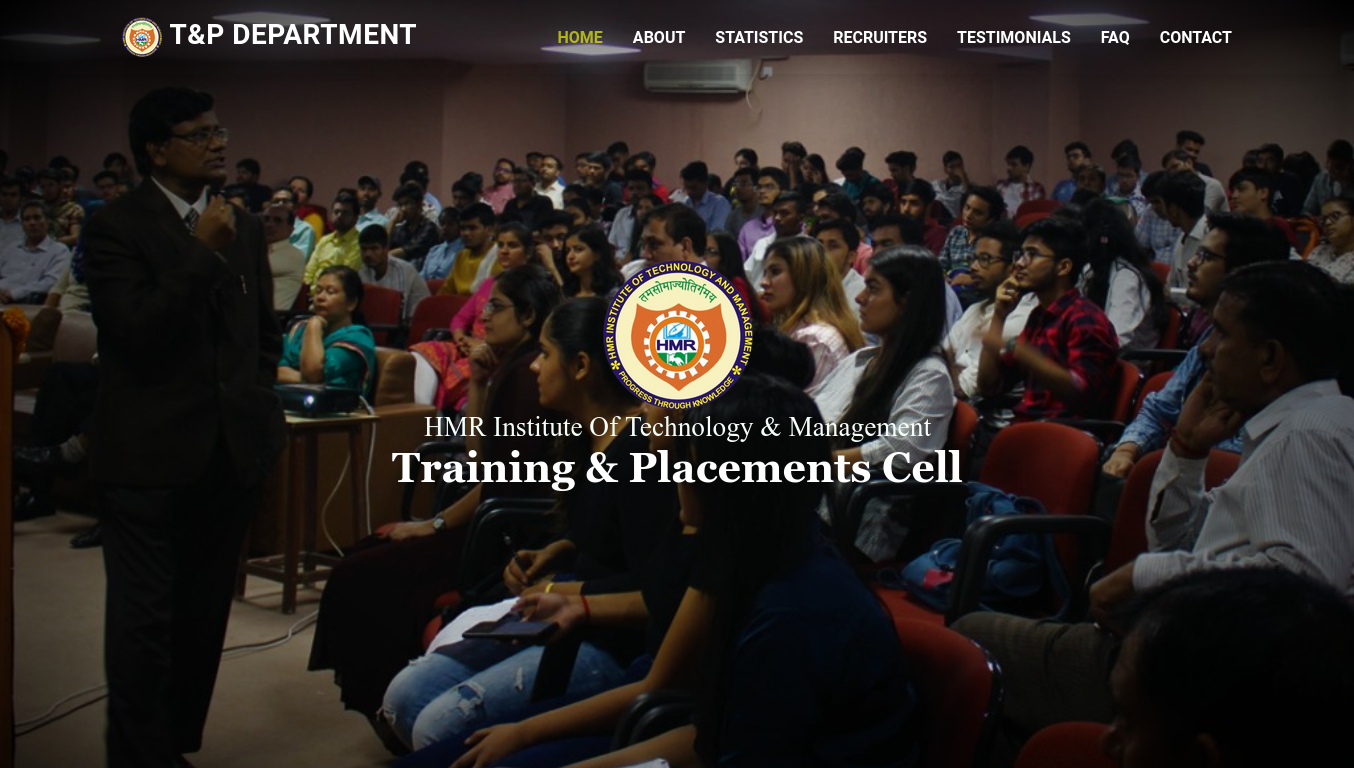 T&P DEPARTMENT
HOME ABOUT STATISTICS RECRUITERS TESTIMONIALS FAQ CONTACT
HMR INSTITUTE OF TECHNOLOGY AND MANAGEMENT
तमसोमाज्योतिर्गमय
HMR
PROGRESS THROUGH KNOWLEDGE
HMR Institute Of Technology & Management
Training & Placements Cell